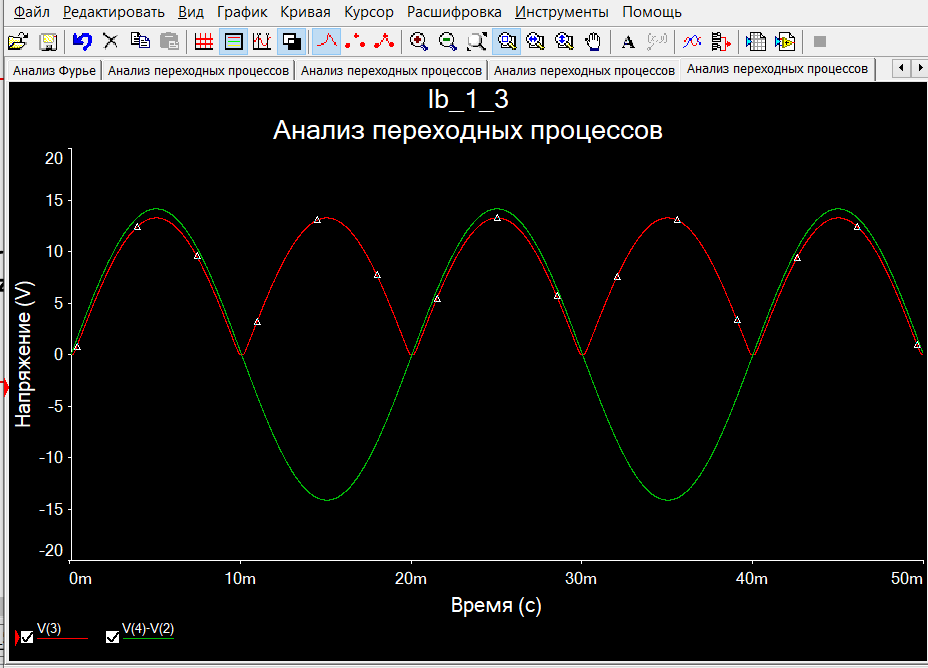 Файл Редактировать Вид График Кривая Курсор Расшифровка Инструменты Помощь
A
Анализ Фурье Анализ переходных процессов Анализ переходных процессов Анализ переходных процессов Анализ переходных процессов
lb_1_3
Анализ переходных процессов
Напряжение (V)
20
15
10
5
0
-5
-10
-15
-20
0m 10m 20m 30m 40m 50m
Время (с)
V(3) V(4)-V(2)